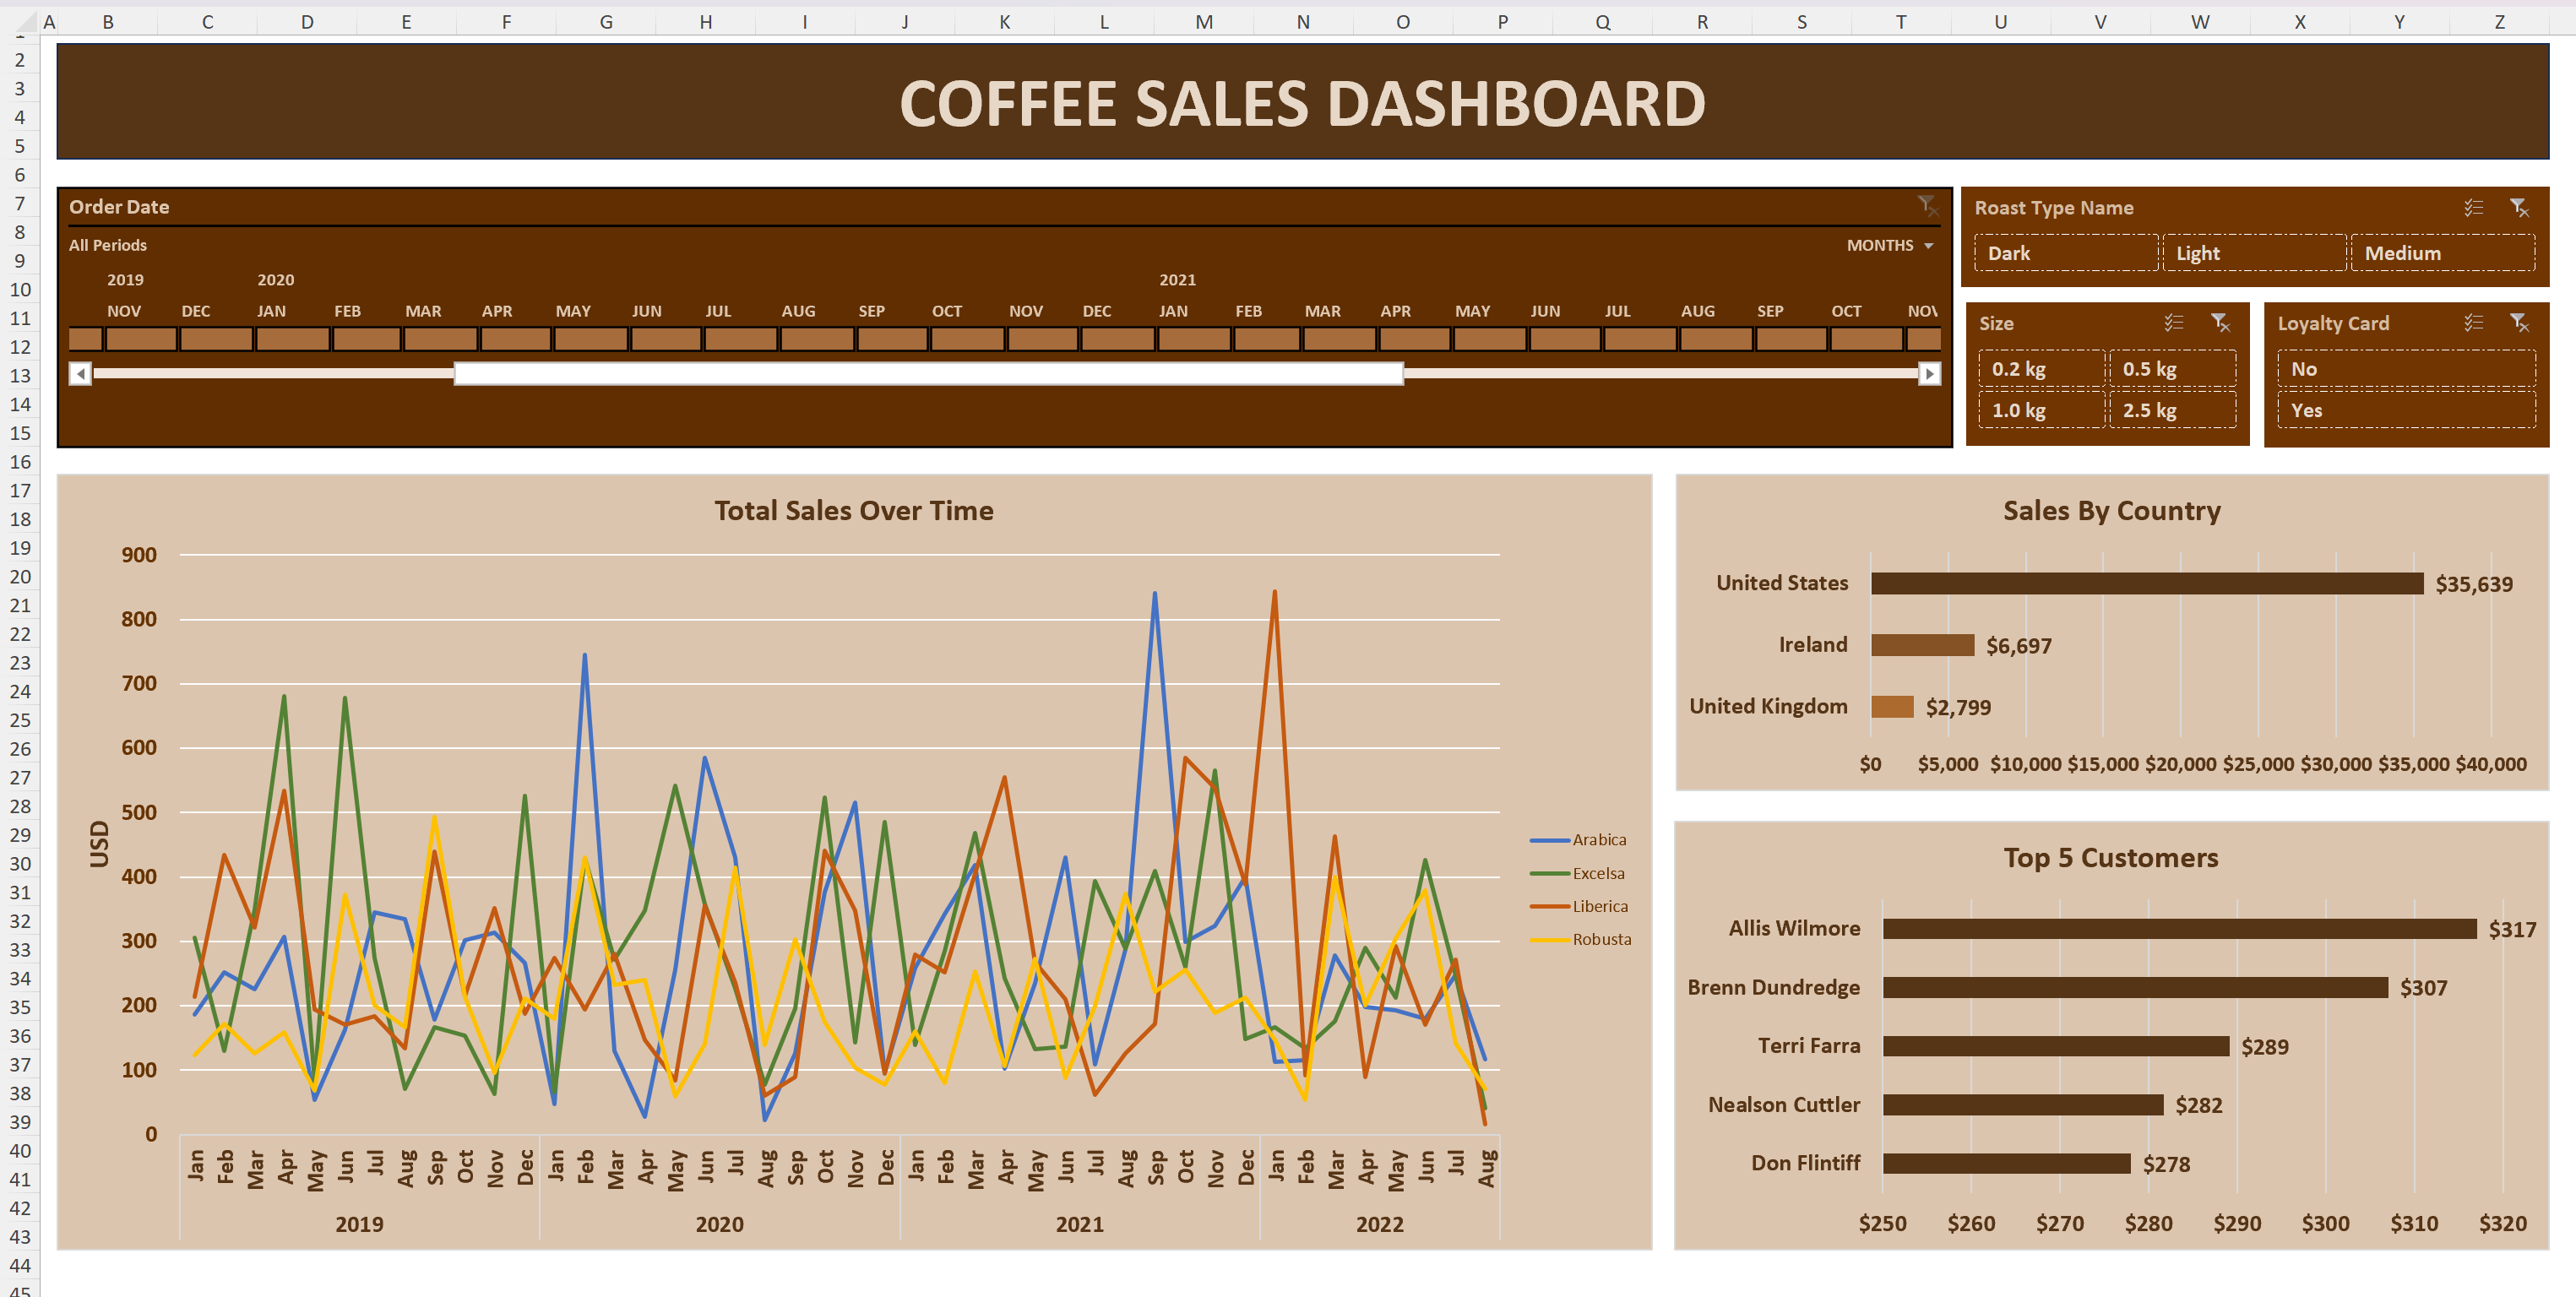 A B C D E F G H I J K L M N O P Q R S T U V W X Y Z
1
2
3
4
5
6
7
8
9
10
11
12
13
14
15
16
17
18
19
20
21
22
23
24
25
26
27
28
29
30
31
32
33
34
35
36
37
38
39
40
41
42
43
44
45
COFFEE SALES DASHBOARD
Order Date
All Periods
MONTHS
2019 2020 2021
NOV DEC JAN FEB MAR APR MAY JUN JUL AUG SEP OCT NOV DEC JAN FEB MAR APR MAY JUN JUL AUG SEP OCT NOV
Roast Type Name
Dark Light Medium
Size
0.2 kg 0.5 kg
1.0 kg 2.5 kg
Loyalty Card
No
Yes
Total Sales Over Time
900
800
700
600
500
400
300
200
100
0
USD
Jan Feb Mar Apr May Jun Jul Aug Sep Oct Nov Dec Jan Feb Mar Apr May Jun Jul Aug Sep Oct Nov Dec Jan Feb Mar Apr May Jun Jul Aug Sep Oct Nov Dec Jan Feb Mar Apr May Jun Jul Aug
2019 2020 2021 2022
Arabica
Excelsa
Liberica
Robusta
Sales By Country
United States $35,639
Ireland $6,697
United Kingdom $2,799
$0 $5,000 $10,000 $15,000 $20,000 $25,000 $30,000 $35,000 $40,000
Top 5 Customers
Allis Wilmore $317
Brenn Dundredge $307
Terri Farra $289
Nealson Cuttler $282
Don Flintiff $278
$250 $260 $270 $280 $290 $300 $310 $320